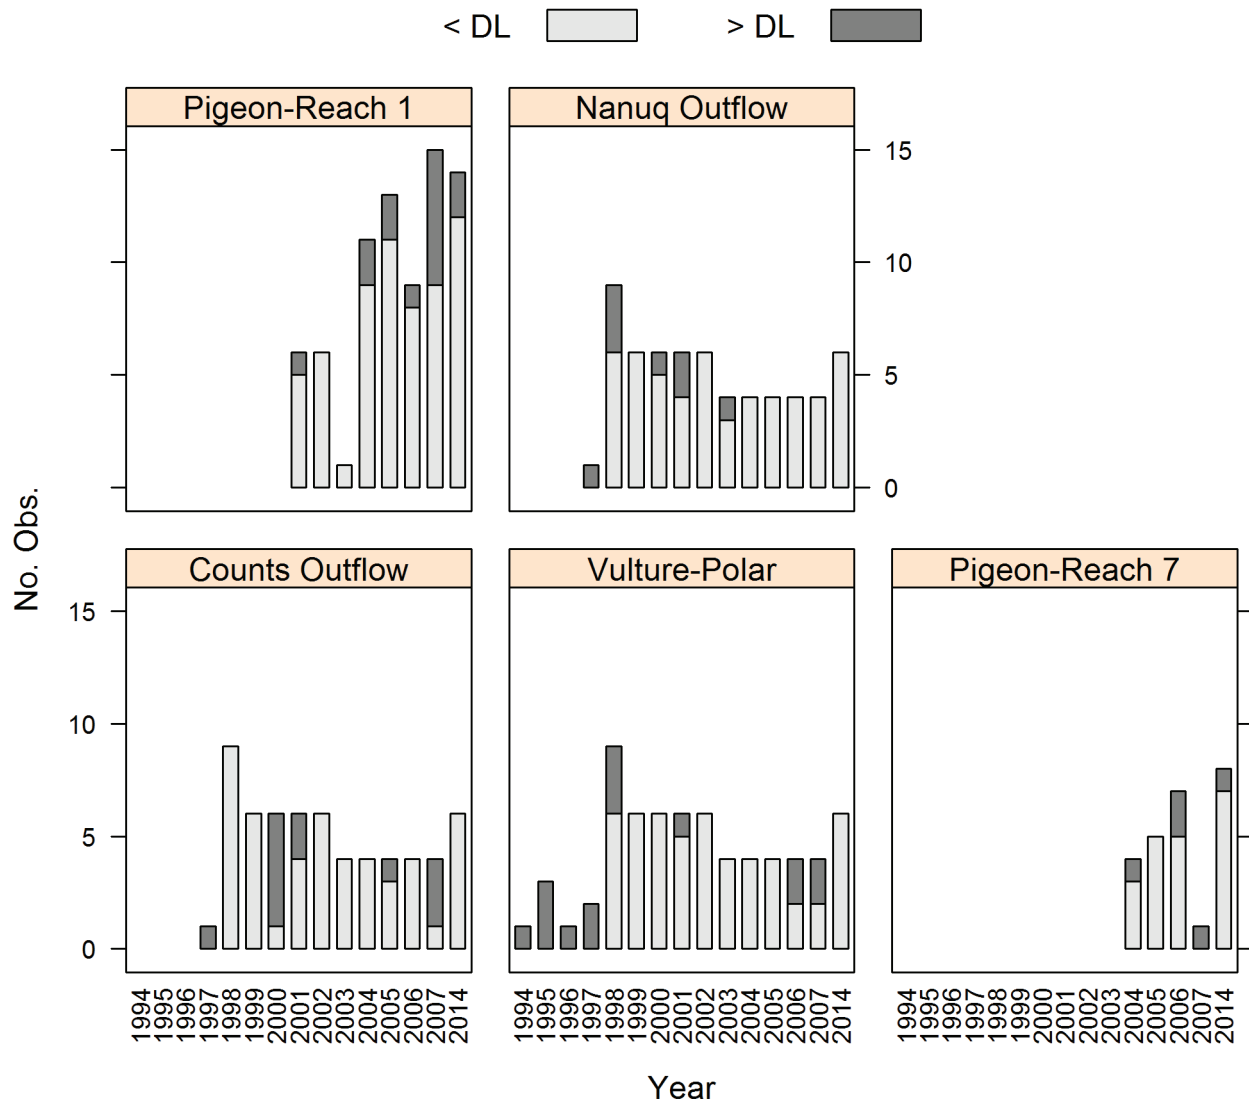 < DL > DL
Pigeon-Reach 1 Nanuq Outflow
15
10
5
0
No. Obs.
Counts Outflow Vulture-Polar Pigeon-Reach 7
15
10
5
0
1994 1995 1996 1997 1998 1999 2000 2001 2002 2003 2004 2005 2006 2007 2014
1994 1995 1996 1997 1998 1999 2000 2001 2002 2003 2004 2005 2006 2007 2014
1994 1995 1996 1997 1998 1999 2000 2001 2002 2003 2004 2005 2006 2007 2014
Year